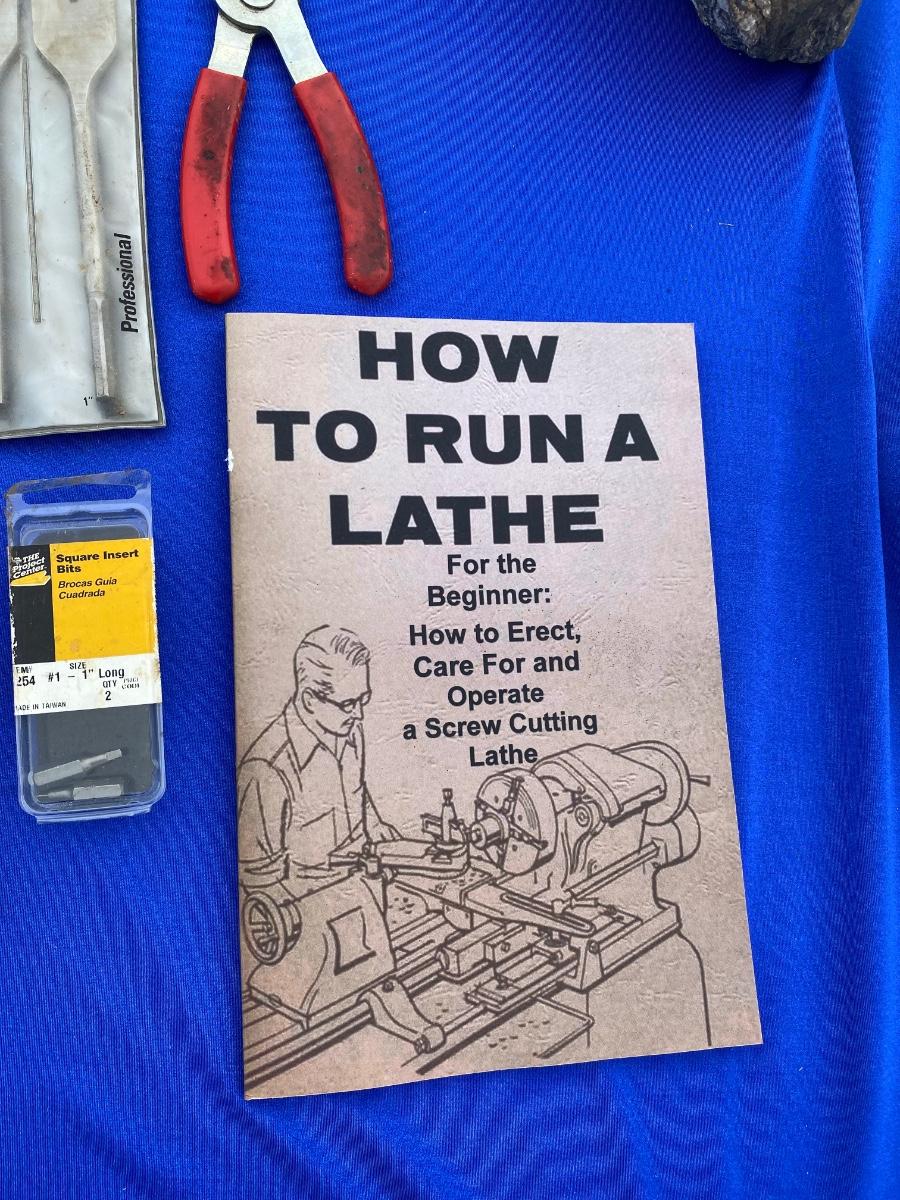 Professional
1"
HOW
TO RUN A
LATHE
For the
Beginner:
How to Erect,
Care For and
Operate
a Screw Cutting
Lathe
THE
Project
Center
Square Insert
Bits
Brocas Guía
Cuadrada
SIZE
254 #1 - 1" Long
QTY
2
MADE IN TAIWAN